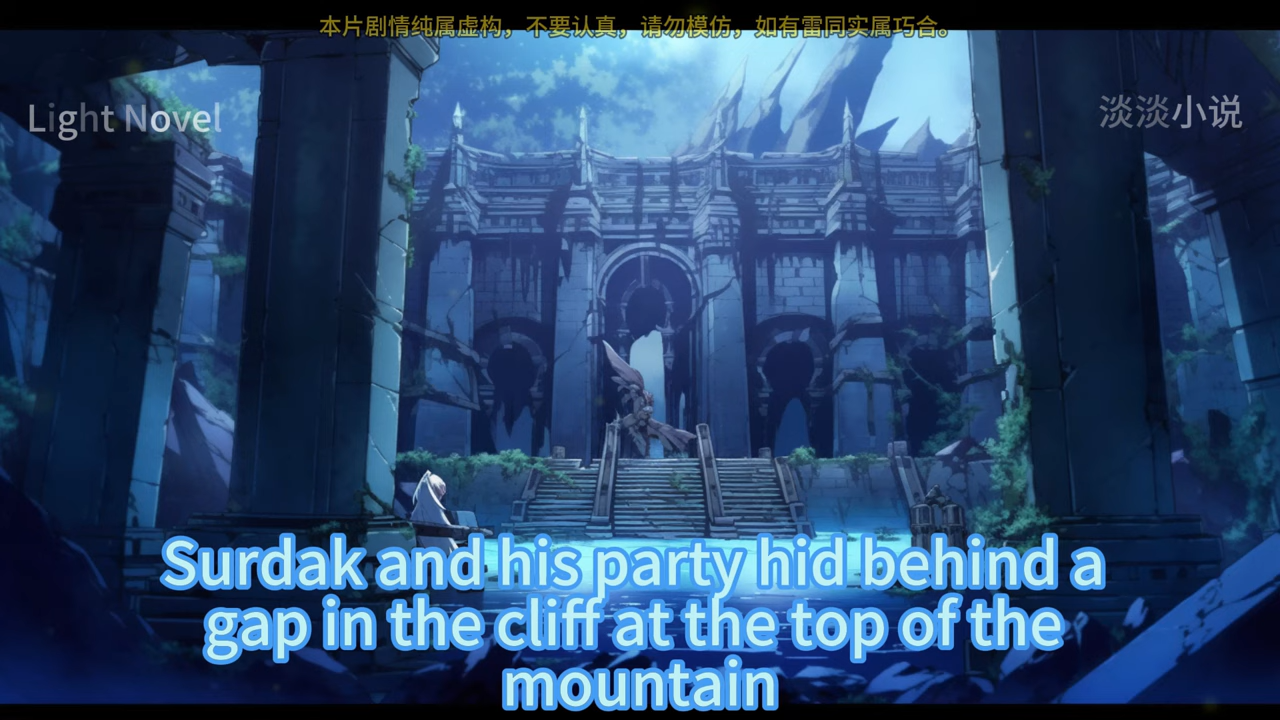 本片剧情纯属虚构，不要认真，请勿模仿，如有雷同实属巧合。
Light Novel
淡淡小说
Surdak and his party hid behind a
gap in the cliff at the top of the
mountain